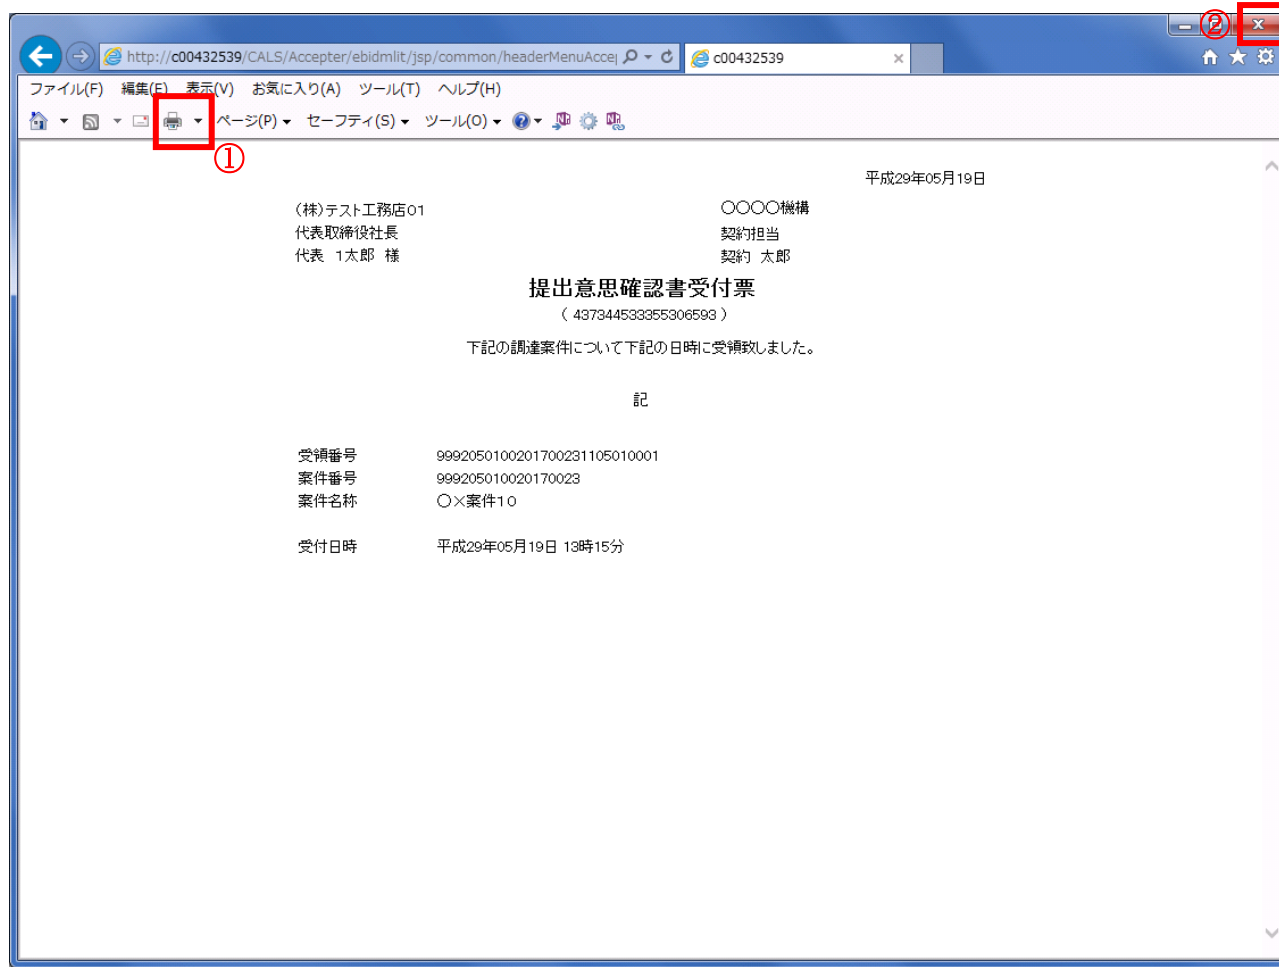 ②
http://c00432539/CALS/Accepter/ebidmlit/jsp/common/headerMenuAccep
c00432539
ファイル(F) 編集(E) 表示(V) お気に入り(A) ツール(T) ヘルプ(H)
ページ(P) セーフティ(S) ツール(O)
①
平成29年05月19日
(株)テスト工務店01
〇〇〇〇機構
代表取締役社長
契約担当
代表 1太郎 様
契約 太郎
提出意思確認書受付票
( 437344533355306593 )
下記の調達案件について下記の日時に受領致しました。
記
受領番号 9992050100201700231105010001
案件番号 999205010020170023
案件名称 〇×案件10
受付日時 平成29年05月19日 13時15分